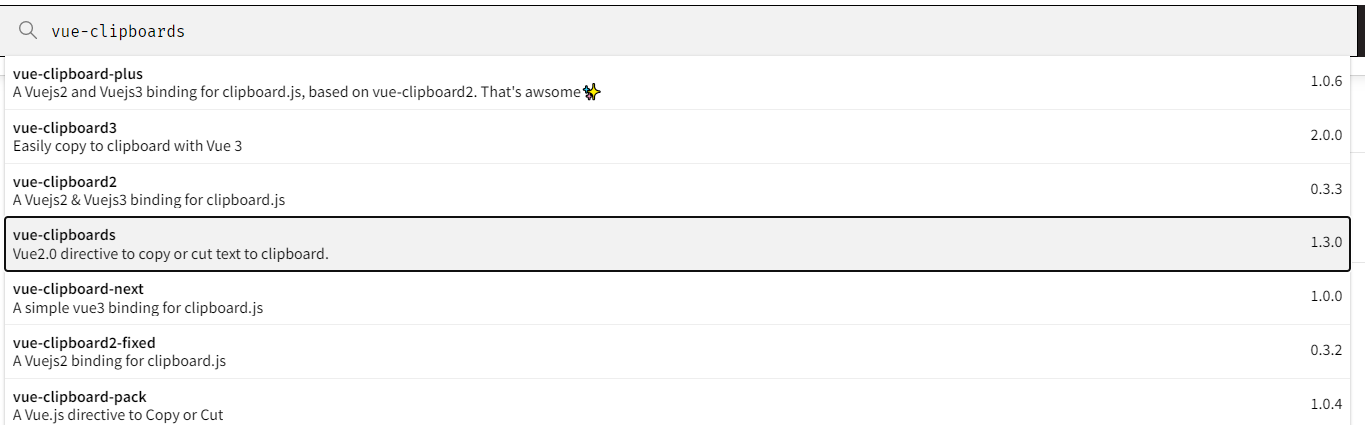 vue-clipboards
vue-clipboard-plus
A Vuejs2 and Vuejs3 binding for clipboard.js, based on vue-clipboard2. That's awsome✨
1.0.6
vue-clipboard3
Easily copy to clipboard with Vue 3
2.0.0
vue-clipboard2
A Vuejs2 & Vuejs3 binding for clipboard.js
0.3.3
vue-clipboards
Vue2.0 directive to copy or cut text to clipboard.
1.3.0
vue-clipboard-next
A simple vue3 binding for clipboard.js
1.0.0
vue-clipboard2-fixed
A Vuejs2 binding for clipboard.js
0.3.2
vue-clipboard-pack
A Vue.js directive to Copy or Cut
1.0.4